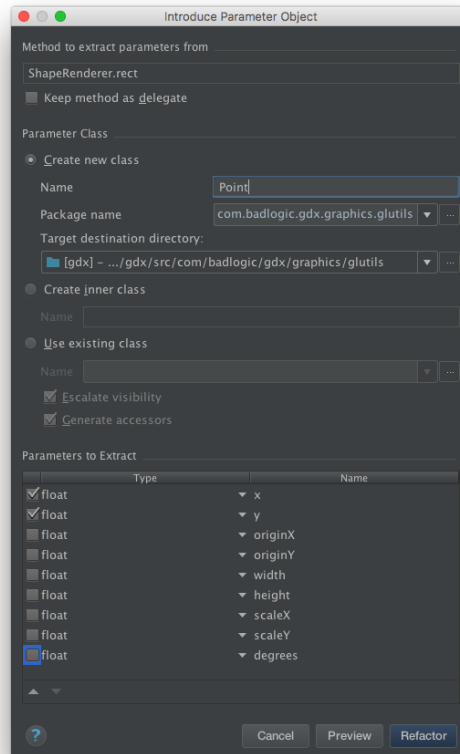 Introduce Parameter Object
Method to extract parameters from
ShapeRenderer.rect
Keep method as delegate
Parameter Class
Create new class
Name Point
Package name com.badlogic.gdx.graphics.glutils ...
Target destination directory:
[gdx] – .../gdx/src/com/badlogic/gdx/graphics/glutils ...
Create inner class
Name
Use existing class
Name ...
Escalate visibility
Generate accessors
Parameters to Extract
Type Name
float x
float y
float originX
float originY
float width
float height
float scaleX
float scaleY
float degrees
? Cancel Preview Refactor